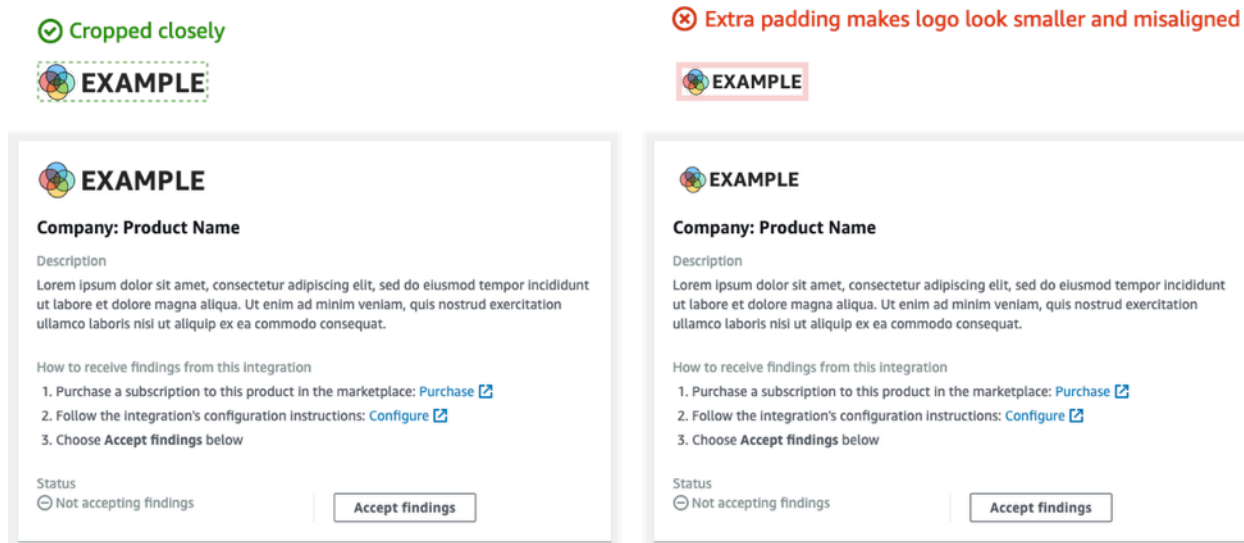 Cropped closely
EXAMPLE
EXAMPLE
Company: Product Name
Description
Lorem ipsum dolor sit amet, consectetur adipiscing elit, sed do eiusmod tempor incididunt
ut labore et dolore magna aliqua. Ut enim ad minim veniam, quis nostrud exercitation
ullamco laboris nisi ut aliquip ex ea commodo consequat.
How to receive findings from this integration
1. Purchase a subscription to this product in the marketplace: Purchase
2. Follow the integration's configuration instructions: Configure
3. Choose Accept findings below
Status
Not accepting findings
Accept findings
Extra padding makes logo look smaller and misaligned
EXAMPLE
EXAMPLE
Company: Product Name
Description
Lorem ipsum dolor sit amet, consectetur adipiscing elit, sed do eiusmod tempor incididunt
ut labore et dolore magna aliqua. Ut enim ad minim veniam, quis nostrud exercitation
ullamco laboris nisi ut aliquip ex ea commodo consequat.
How to receive findings from this integration
1. Purchase a subscription to this product in the marketplace: Purchase
2. Follow the integration's configuration instructions: Configure
3. Choose Accept findings below
Status
Not accepting findings
Accept findings